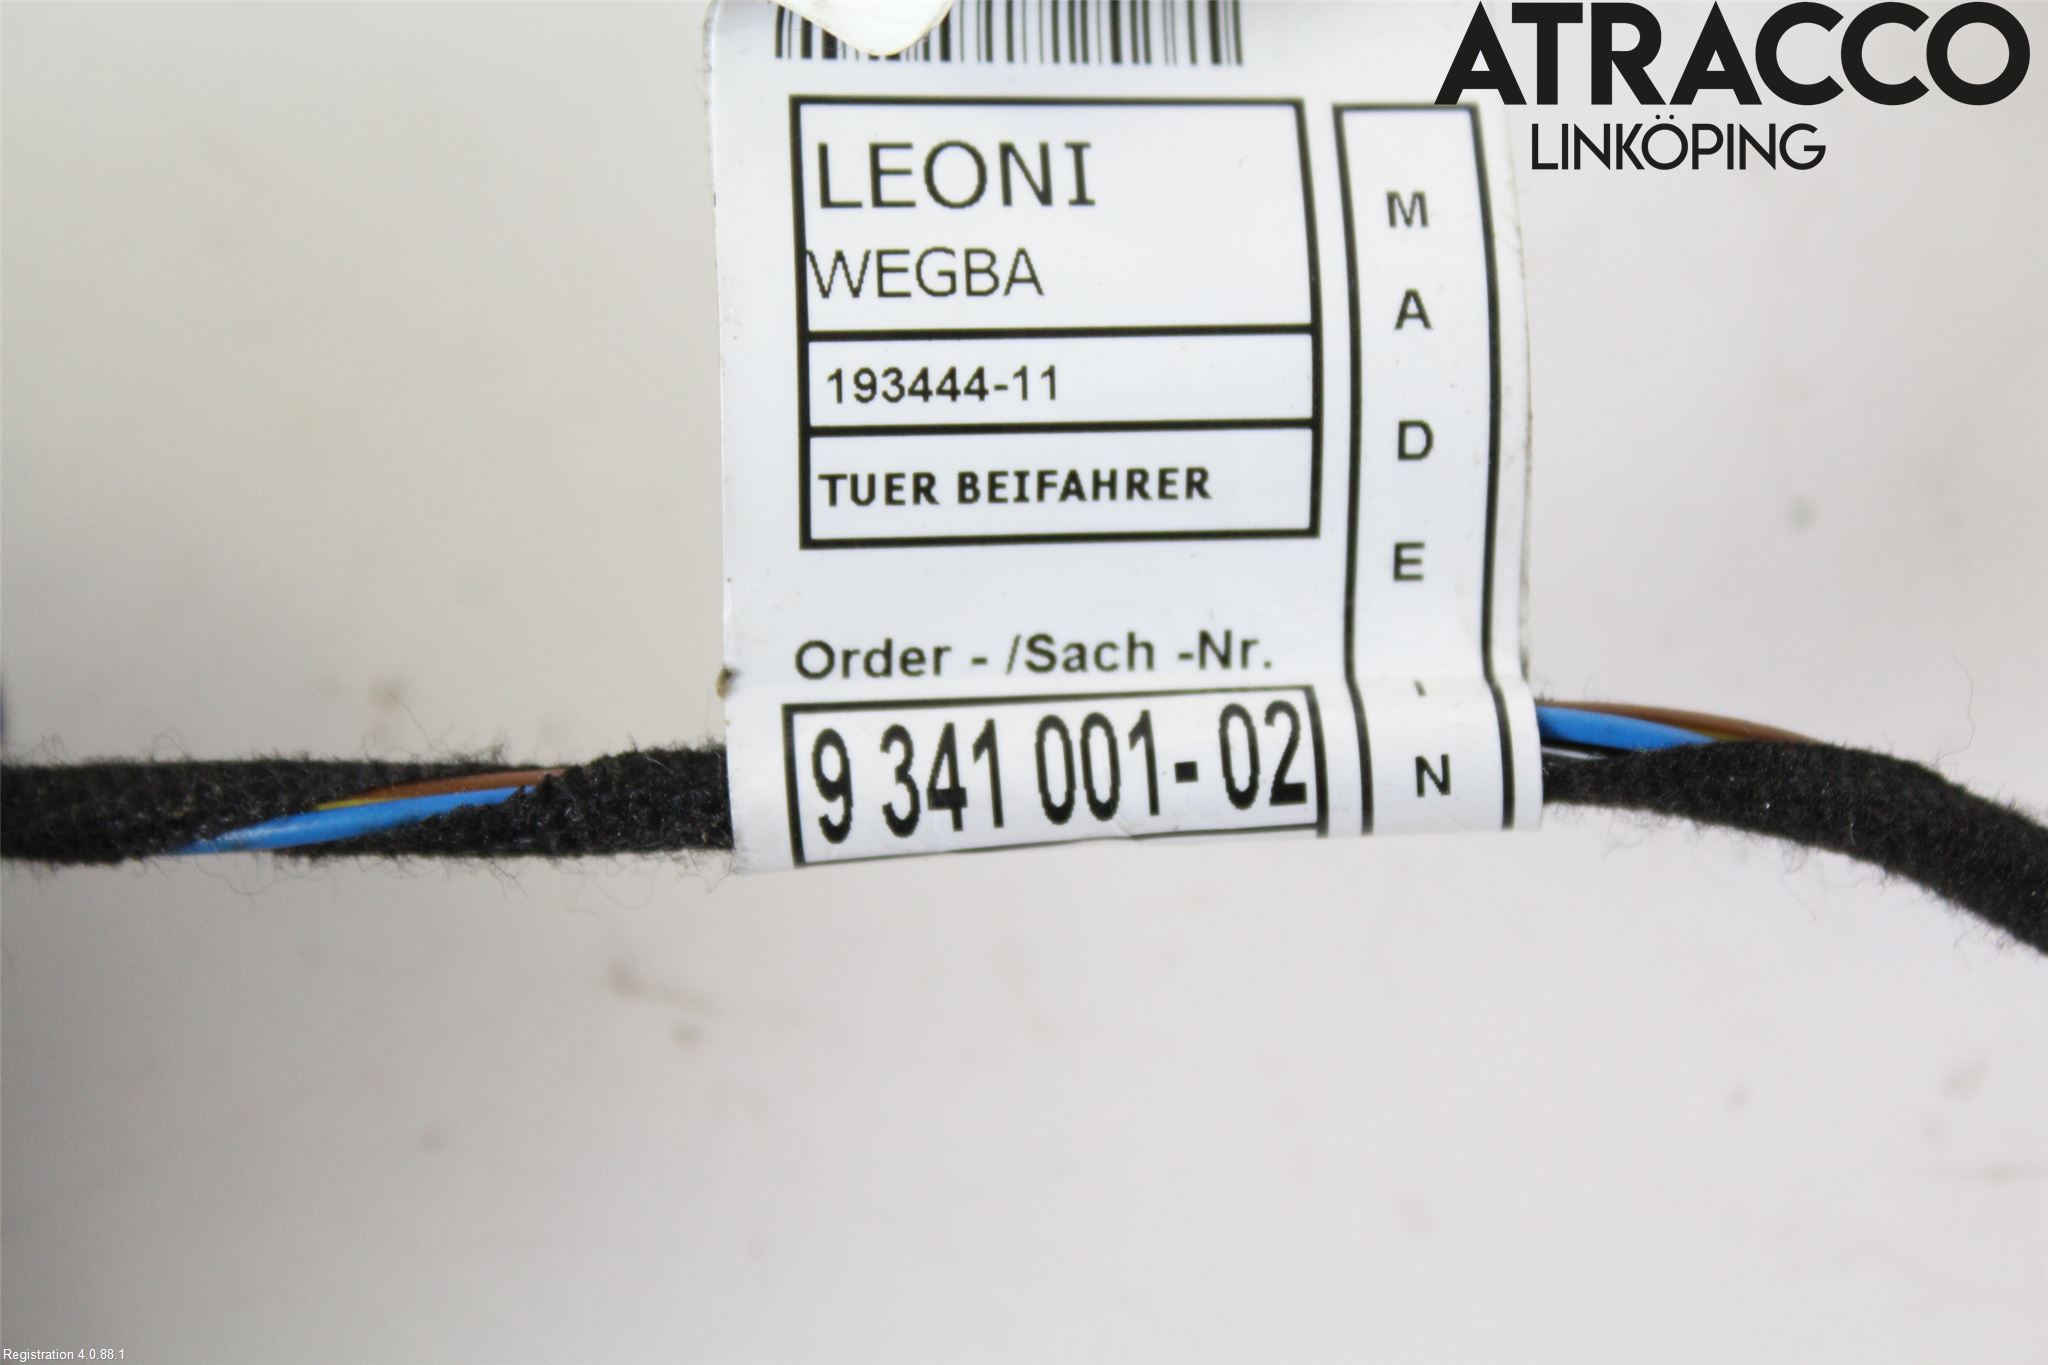 ATRACCO
LINKÖPING
LEONI
WEGBA
193444-11
TUER BEIFAHRER
Order - /Sach -Nr.
9 341 001-02
MADE IN
Registration 4.0.88.1